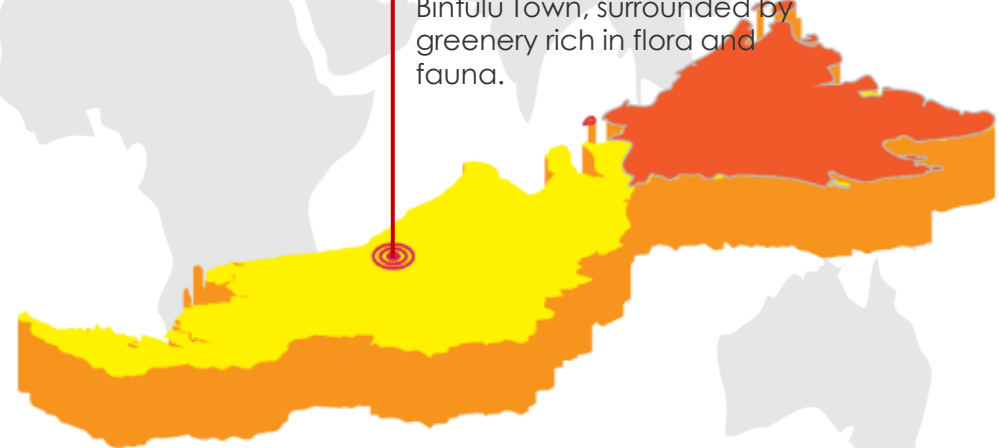 Bintulu Town, surrounded by
greenery rich in flora and
fauna.